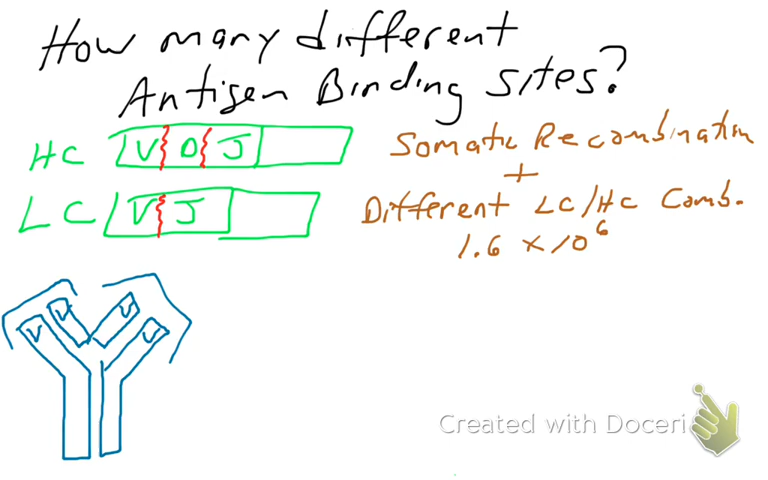 How many different
Antigen Binding Sites?
HC V D J
Somatic Recombination
+
LC V J
Different LC/HC Comb.
1.6 x 10^6
V V V V
Created with Doceri